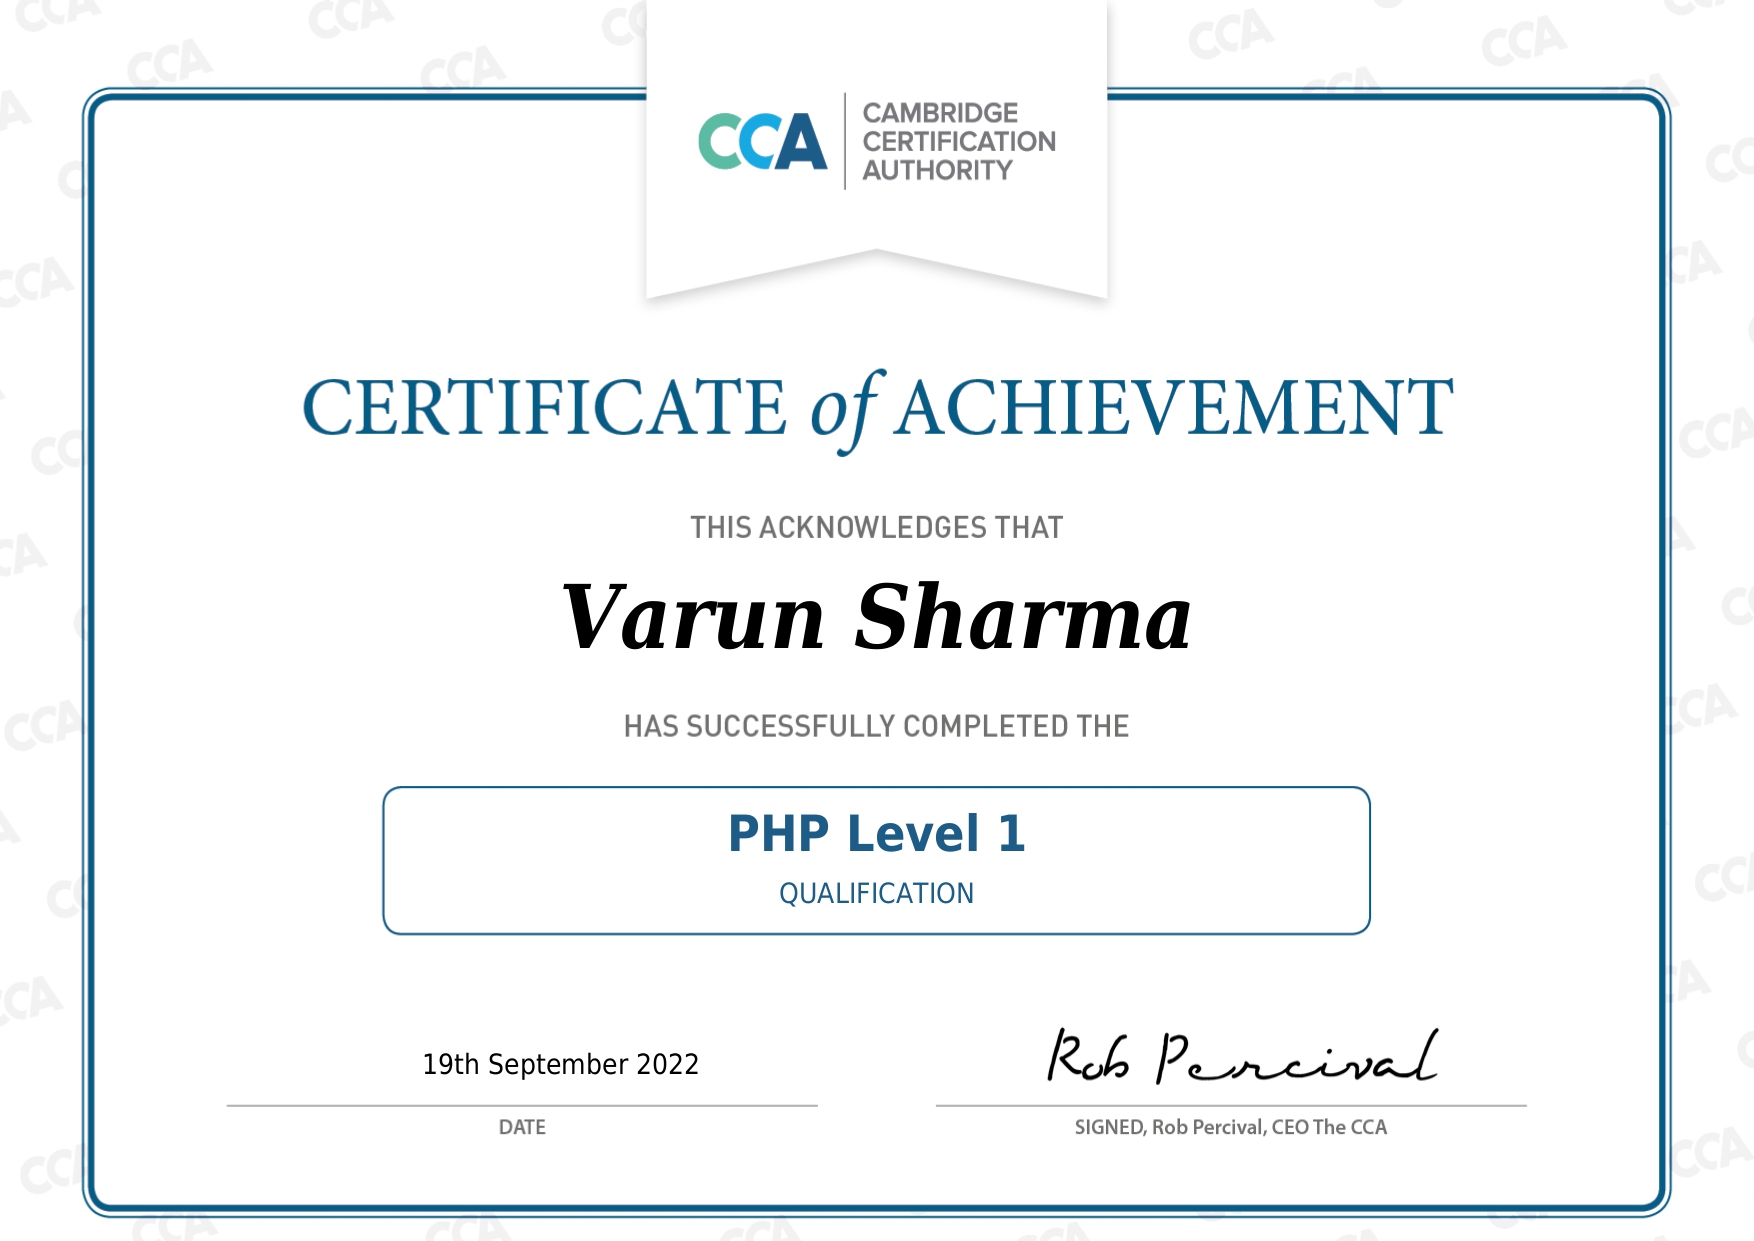 CCA
CAMBRIDGE
CERTIFICATION
AUTHORITY
CERTIFICATE of ACHIEVEMENT
THIS ACKNOWLEDGES THAT
Varun Sharma
HAS SUCCESSFULLY COMPLETED THE
PHP Level 1
QUALIFICATION
19th September 2022
DATE
Rob Percival
SIGNED, Rob Percival, CEO The CCA